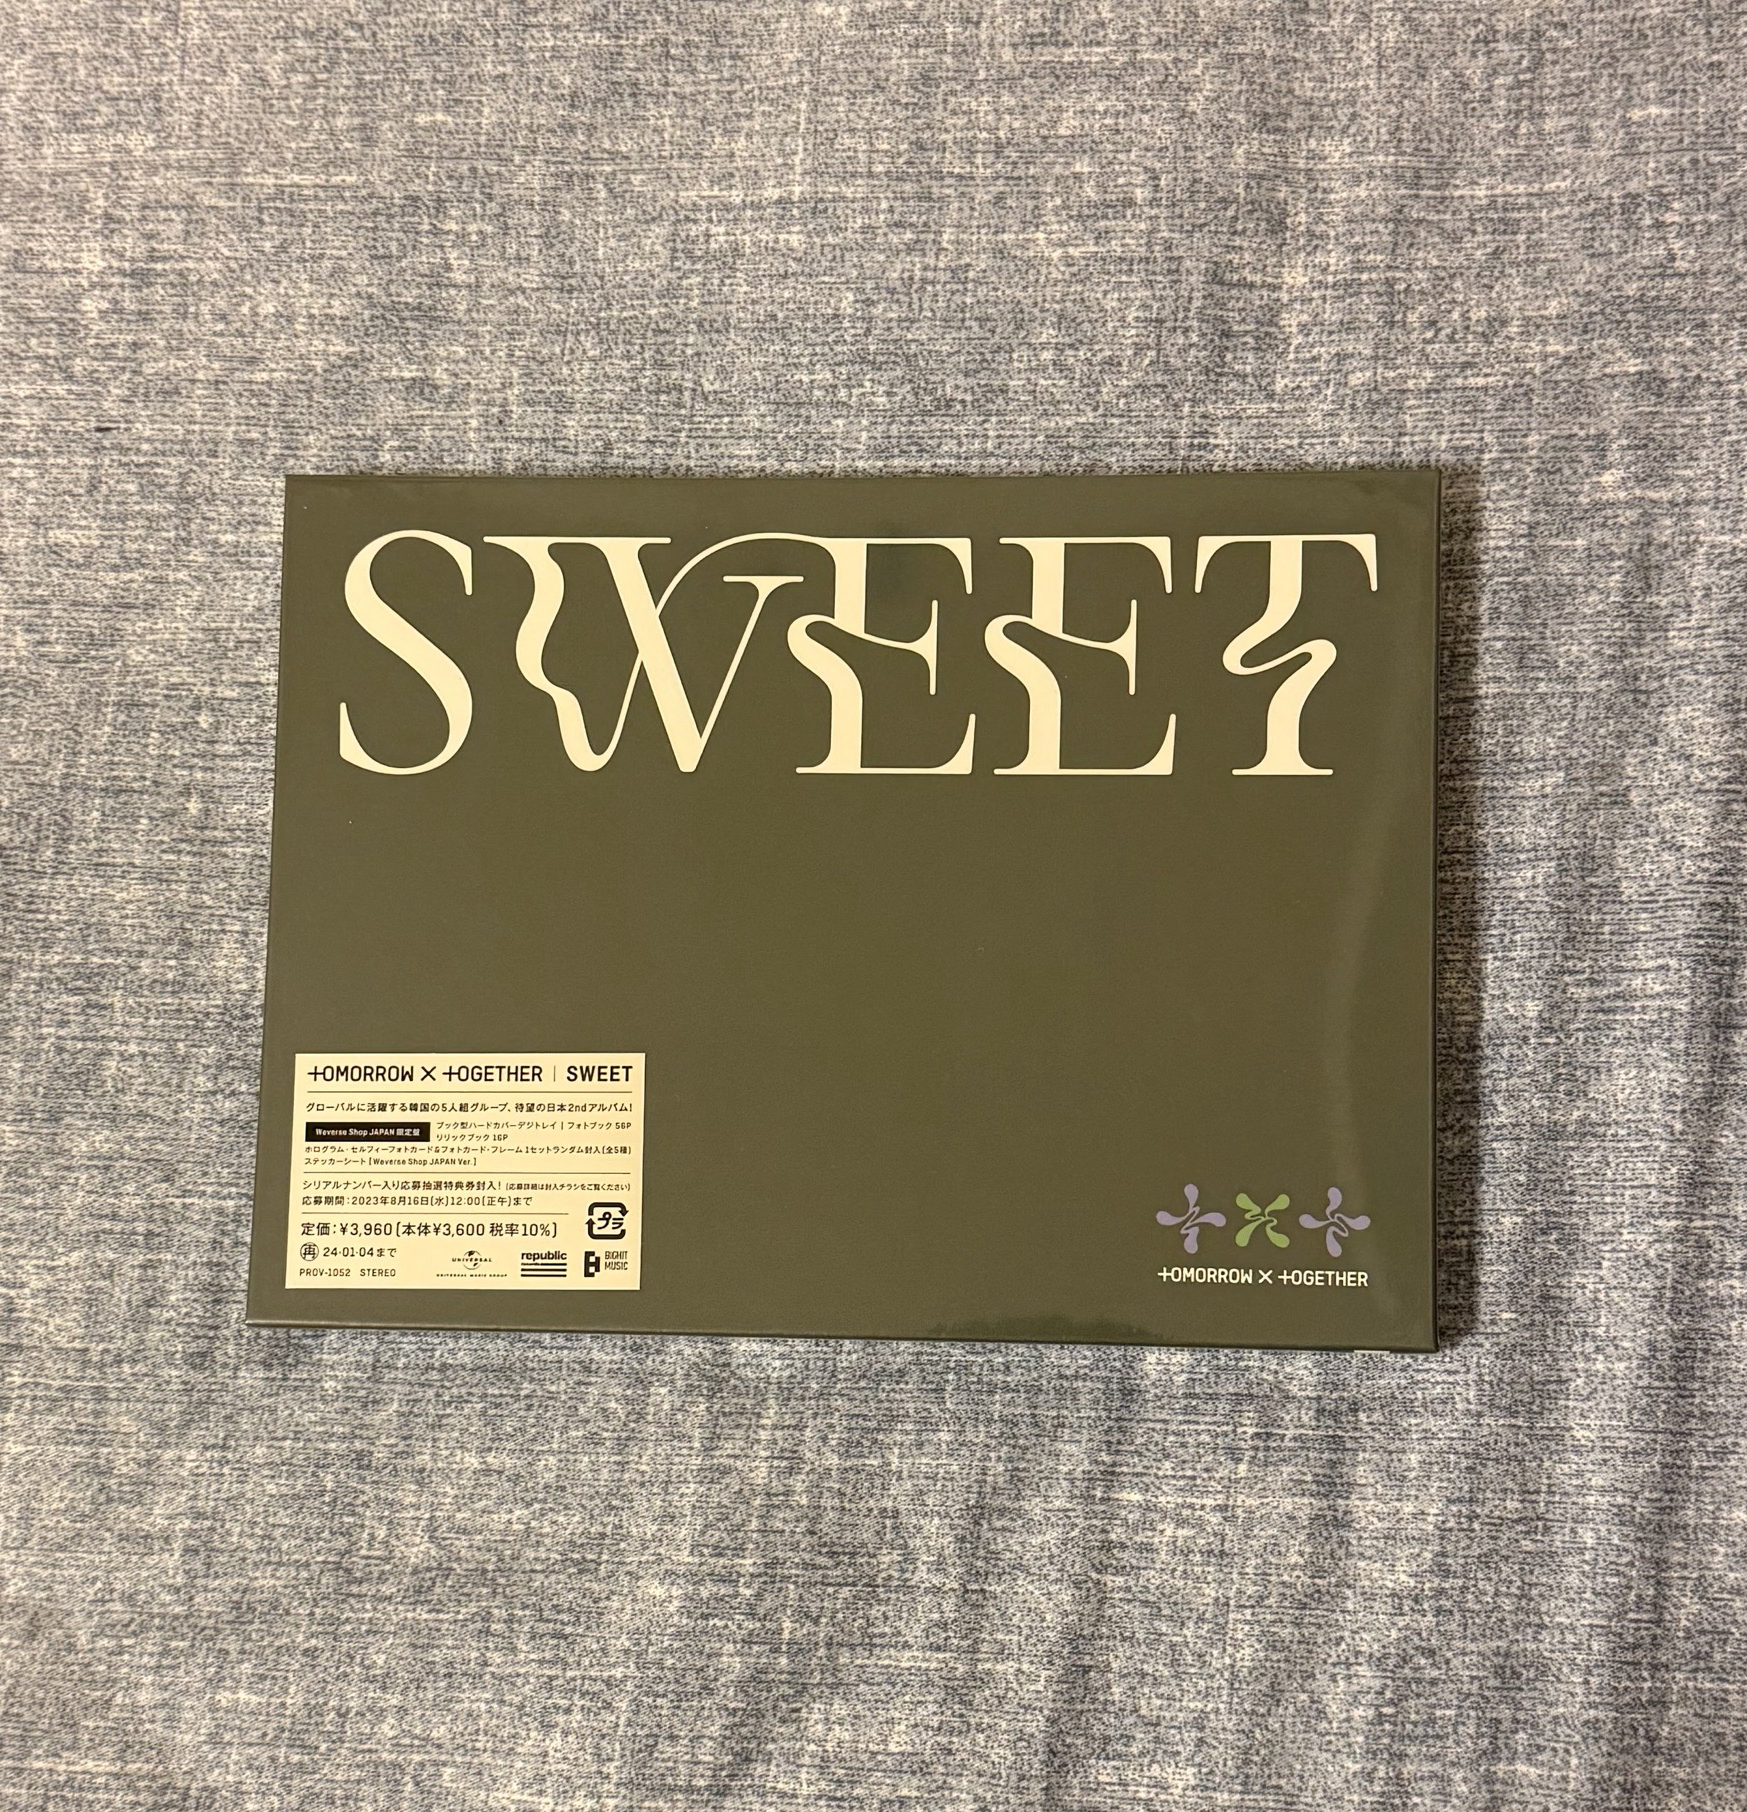 SWEET
TOMORROW X TOGETHER | SWEET
グローバルに活躍する韓国の5人組グループ、待望の日本2ndアルバム!
Weverse Shop JAPAN 限定盤
ブック型ハードカバーデジトレイ | フォトブック 56P
リリックブック 16P
ホログラム・セルフィーフォトカード&フォトカード・フレーム 1セットランダム封入(全5種)
ステッカーシート [Weverse Shop JAPAN Ver.]
シリアルナンバー入り応募抽選特典券封入! (応募詳細は封入チラシをご覧ください)
応募期間:2023年8月16日(水)12:00(正午)まで
定価:¥3,960(本体¥3,600 税率10%)
プラ
再 24・01・04まで
PROV-1052 STEREO
UNIVERSAL
UNIVERSAL MUSIC GROUP
republic
BIGHIT
MUSIC
TOMORROW X TOGETHER